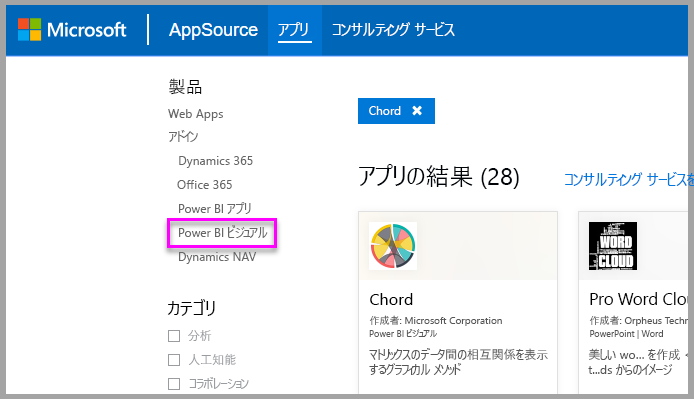 Microsoft AppSource アプリ コンサルティング サービス
製品
Web Apps
アドイン
Dynamics 365
Office 365
Power BI アプリ
Power BI ビジュアル
Dynamics NAV
カテゴリ
分析
人工知能
コラボレーション
Chord ×
アプリの結果 (28)
コンサルティング サービスを
Chord
作成者: Microsoft Corporation
Power BI ビジュアル
マトリックスのデータ間の相互関係を表示
するグラフィカル メソッド
WORD
CLOUD
Pro Word Clou
作成者: Orpheus Techn
PowerPoint | Word
美しい wo... を作成
t...ds からのイメージ